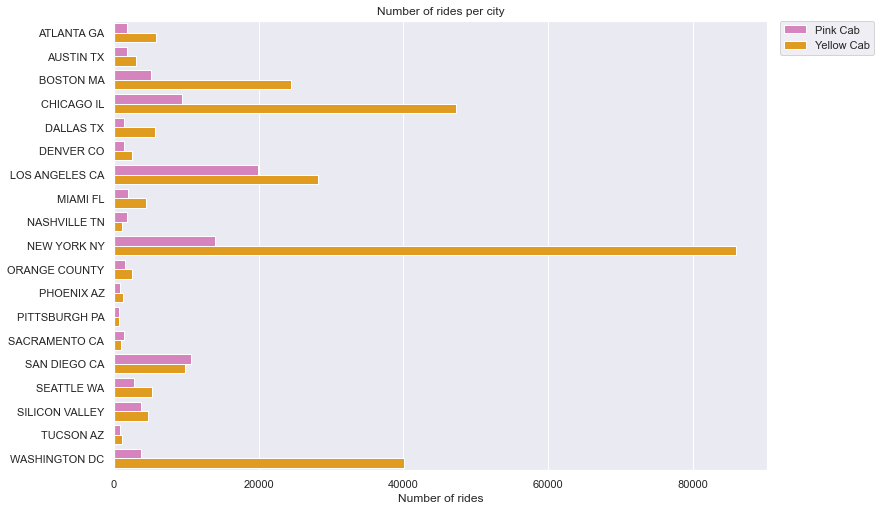 Number of rides per city
Pink Cab
Yellow Cab
ATLANTA GA
AUSTIN TX
BOSTON MA
CHICAGO IL
DALLAS TX
DENVER CO
LOS ANGELES CA
MIAMI FL
NASHVILLE TN
NEW YORK NY
ORANGE COUNTY
PHOENIX AZ
PITTSBURGH PA
SACRAMENTO CA
SAN DIEGO CA
SEATTLE WA
SILICON VALLEY
TUCSON AZ
WASHINGTON DC
0 20000 40000 60000 80000
Number of rides